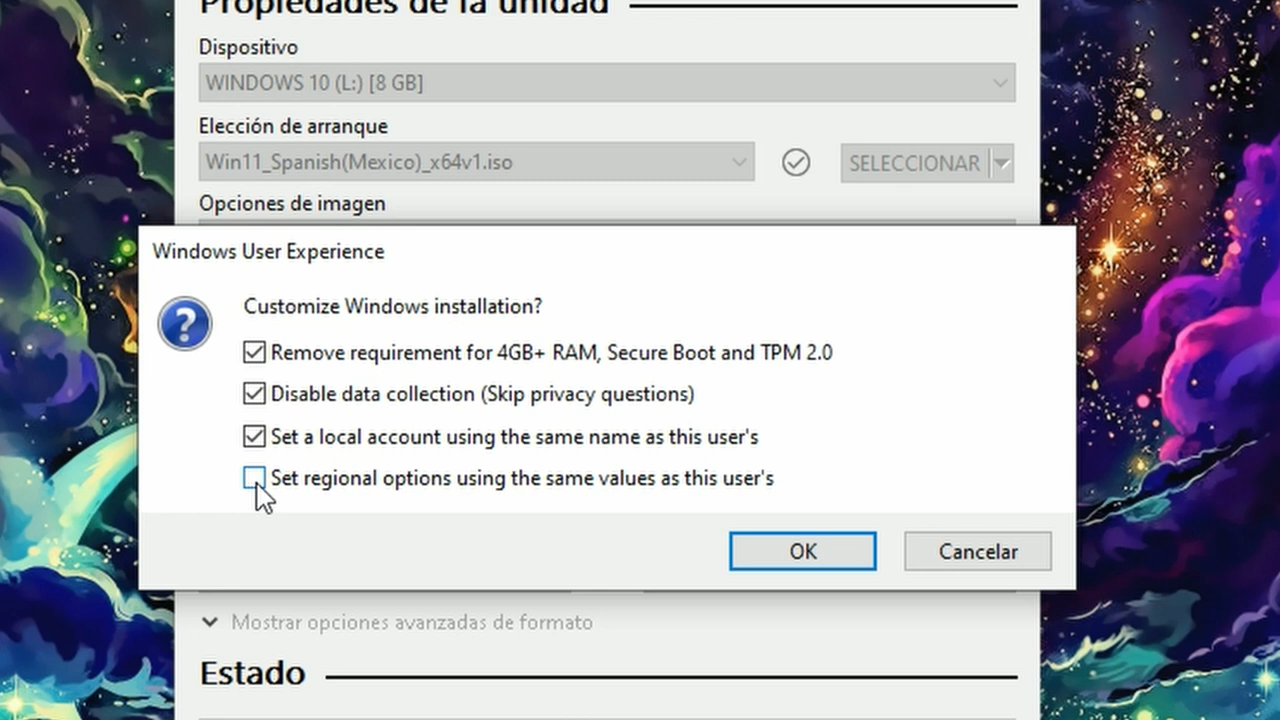 Propiedades de la unidad
Dispositivo
WINDOWS 10 (L:) [8 GB]
Elección de arranque
Win11_Spanish(Mexico)_x64v1.iso
SELECCIONAR
Opciones de imagen
Windows User Experience
Customize Windows installation?
Remove requirement for 4GB+ RAM, Secure Boot and TPM 2.0
Disable data collection (Skip privacy questions)
Set a local account using the same name as this user's
Set regional options using the same values as this user's
OK
Cancelar
Mostrar opciones avanzadas de formato
Estado